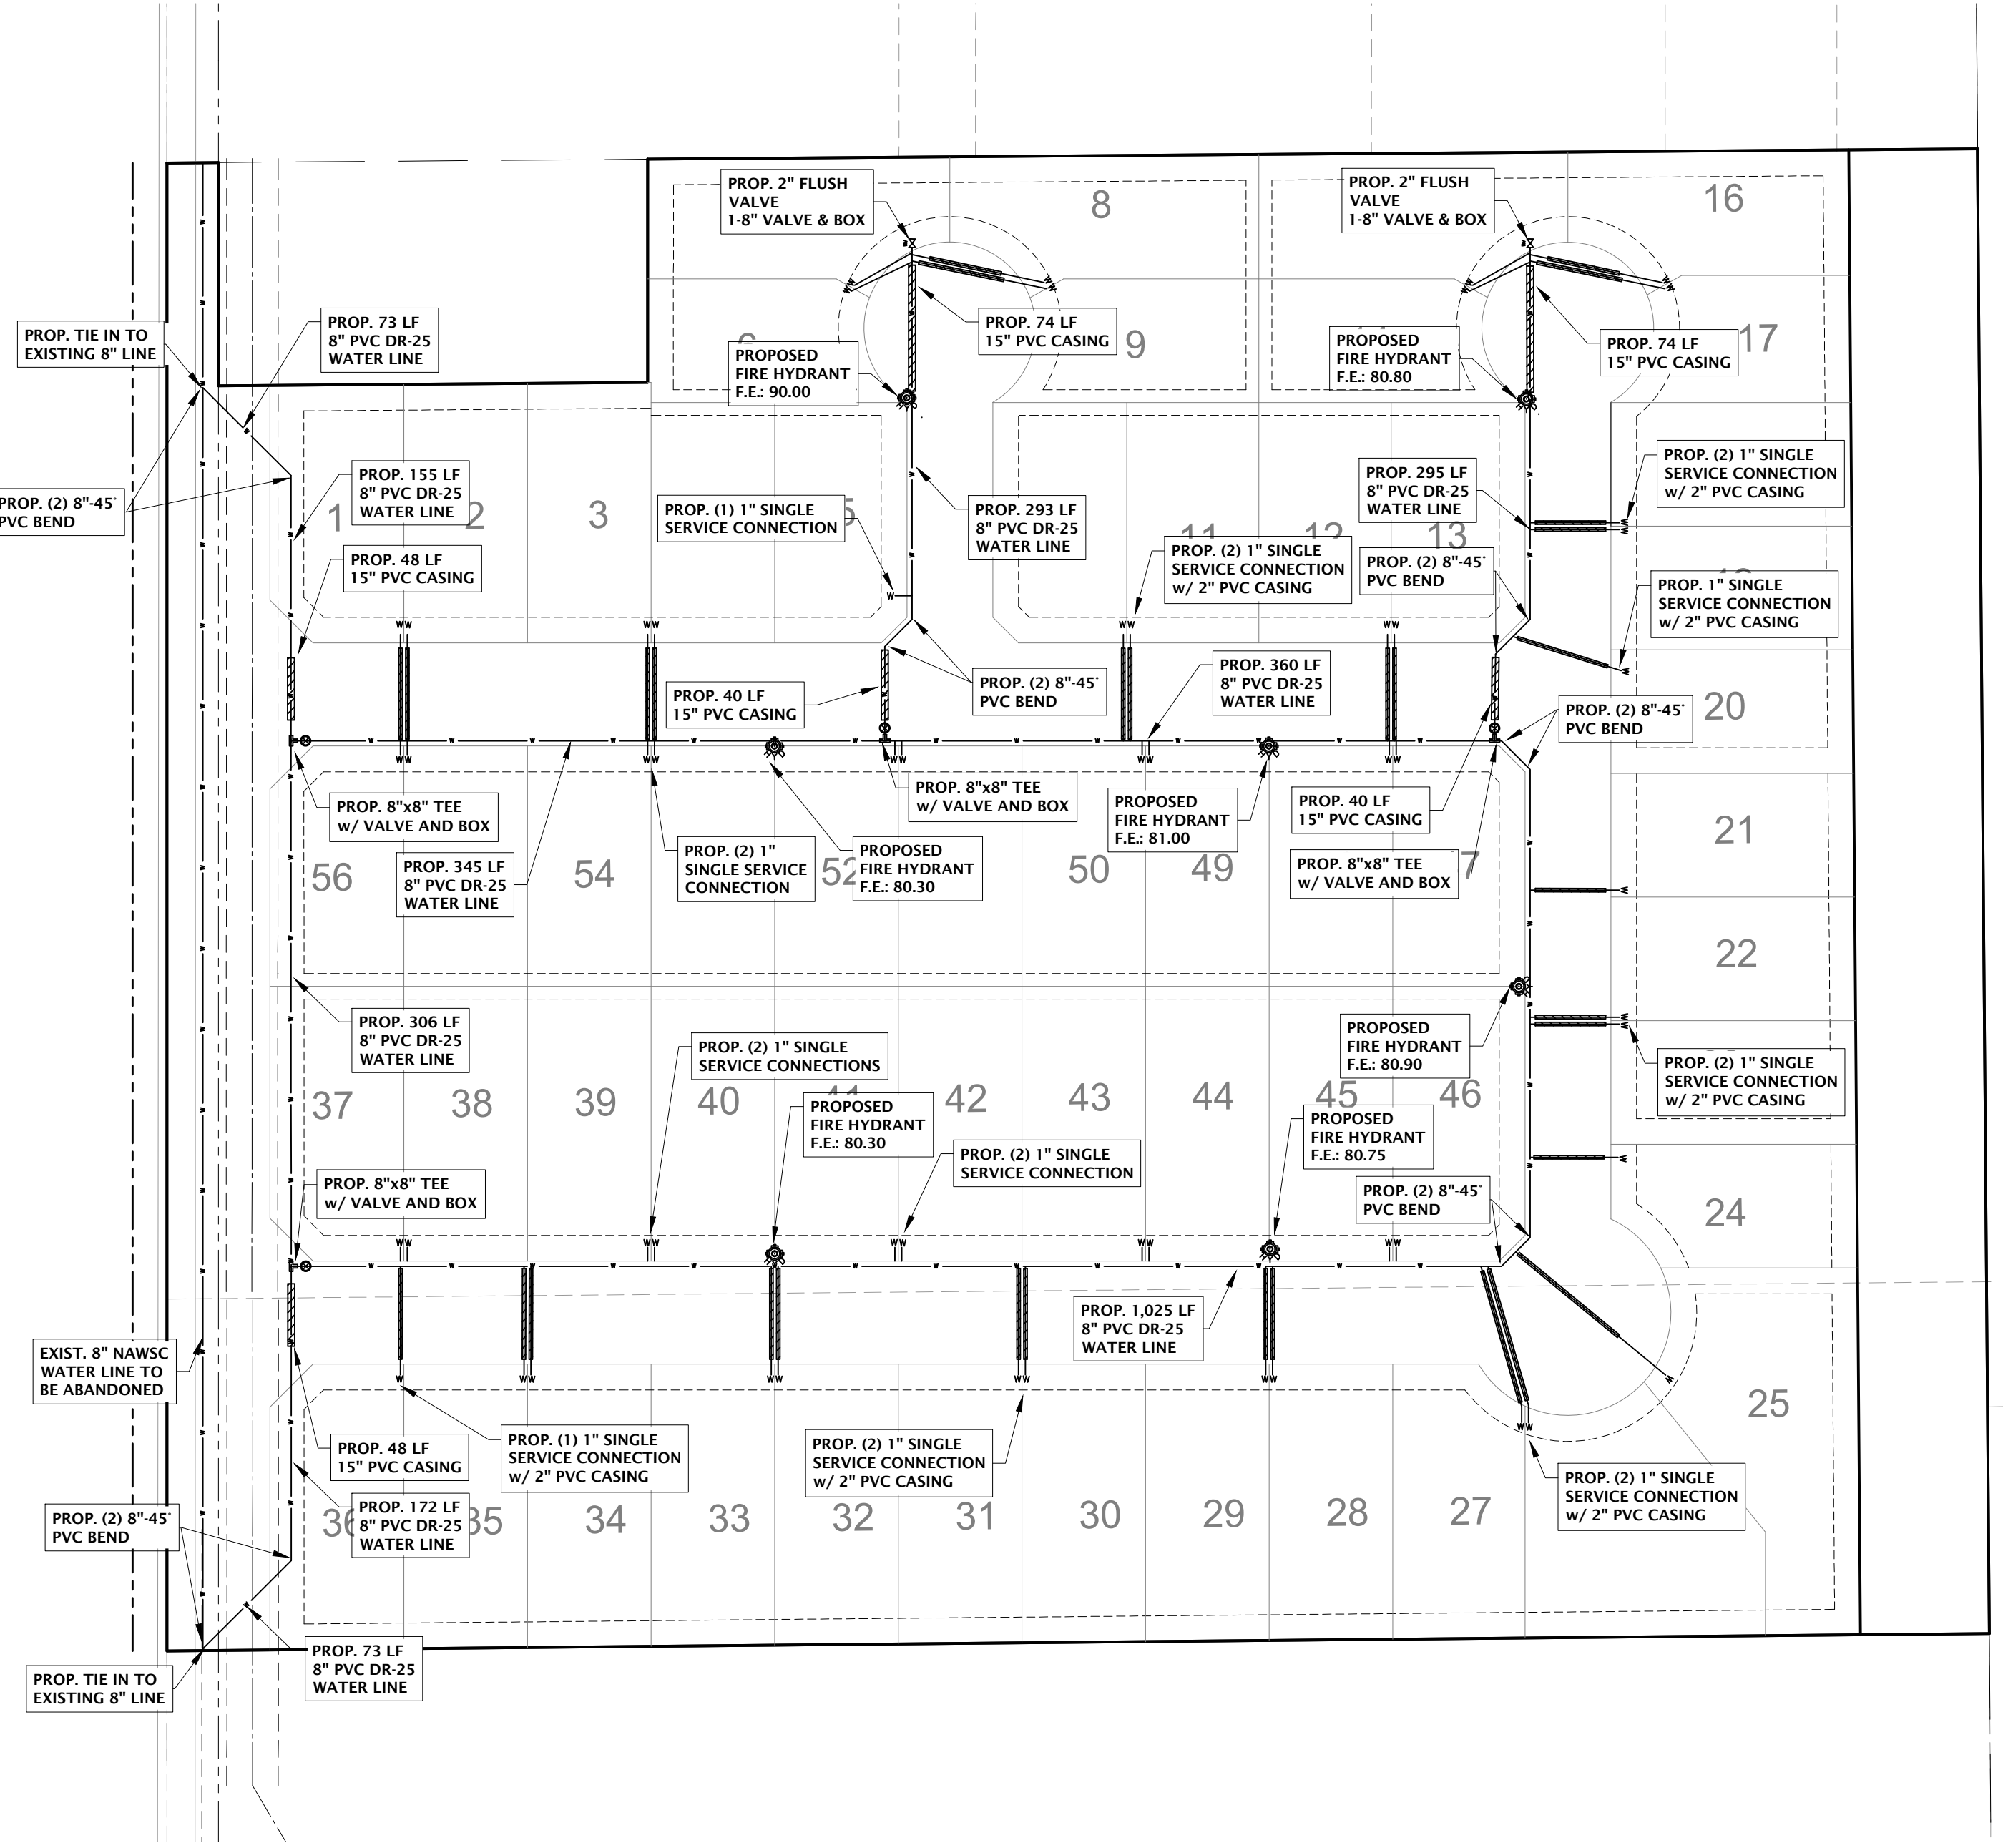 PROP. 2" FLUSH
VALVE
1-8" VALVE & BOX
8
PROP. 2" FLUSH
VALVE
1-8" VALVE & BOX
16
PROP. TIE IN TO
EXISTING 8" LINE
PROP. 73 LF
8" PVC DR-25
WATER LINE
PROPOSED
FIRE HYDRANT
F.E.: 90.00
PROP. 74 LF
15" PVC CASING
9
PROPOSED
FIRE HYDRANT
F.E.: 80.80
PROP. 74 LF
15" PVC CASING
17
PROP. (2) 8"-45°
PVC BEND
1
PROP. 155 LF
8" PVC DR-25
WATER LINE
2
3
PROP. 48 LF
15" PVC CASING
PROP. (1) 1" SINGLE
SERVICE CONNECTION
5
PROP. 293 LF
8" PVC DR-25
WATER LINE
11
12
13
PROP. (2) 1" SINGLE
SERVICE CONNECTION
w/ 2" PVC CASING
PROP. 295 LF
8" PVC DR-25
WATER LINE
PROP. (2) 8"-45°
PVC BEND
PROP. (2) 1" SINGLE
SERVICE CONNECTION
w/ 2" PVC CASING
PROP. 1" SINGLE
SERVICE CONNECTION
w/ 2" PVC CASING
PROP. 40 LF
15" PVC CASING
PROP. (2) 8"-45°
PVC BEND
PROP. 360 LF
8" PVC DR-25
WATER LINE
PROP. (2) 8"-45°
PVC BEND
20
PROP. 8"x8" TEE
w/ VALVE AND BOX
56
PROP. 345 LF
8" PVC DR-25
WATER LINE
54
PROP. (2) 1"
SINGLE SERVICE
CONNECTION
52
PROPOSED
FIRE HYDRANT
F.E.: 80.30
PROP. 8"x8" TEE
w/ VALVE AND BOX
50
PROPOSED
FIRE HYDRANT
F.E.: 81.00
49
PROP. 40 LF
15" PVC CASING
PROP. 8"x8" TEE
w/ VALVE AND BOX
7
21
22
PROP. 306 LF
8" PVC DR-25
WATER LINE
PROP. (2) 1" SINGLE
SERVICE CONNECTIONS
PROPOSED
FIRE HYDRANT
F.E.: 80.90
PROP. (2) 1" SINGLE
SERVICE CONNECTION
w/ 2" PVC CASING
37
38
39
40
41
42
43
44
45
46
PROPOSED
FIRE HYDRANT
F.E.: 80.30
PROP. (2) 1" SINGLE
SERVICE CONNECTION
PROPOSED
FIRE HYDRANT
F.E.: 80.75
PROP. 8"x8" TEE
w/ VALVE AND BOX
PROP. (2) 8"-45°
PVC BEND
24
EXIST. 8" NAWSC
WATER LINE TO
BE ABANDONED
PROP. 1,025 LF
8" PVC DR-25
WATER LINE
25
PROP. 48 LF
15" PVC CASING
PROP. (1) 1" SINGLE
SERVICE CONNECTION
w/ 2" PVC CASING
PROP. (2) 1" SINGLE
SERVICE CONNECTION
w/ 2" PVC CASING
PROP. (2) 1" SINGLE
SERVICE CONNECTION
w/ 2" PVC CASING
PROP. (2) 8"-45°
PVC BEND
36
PROP. 172 LF
8" PVC DR-25
WATER LINE
35
34
33
32
31
30
29
28
27
PROP. TIE IN TO
EXISTING 8" LINE
PROP. 73 LF
8" PVC DR-25
WATER LINE